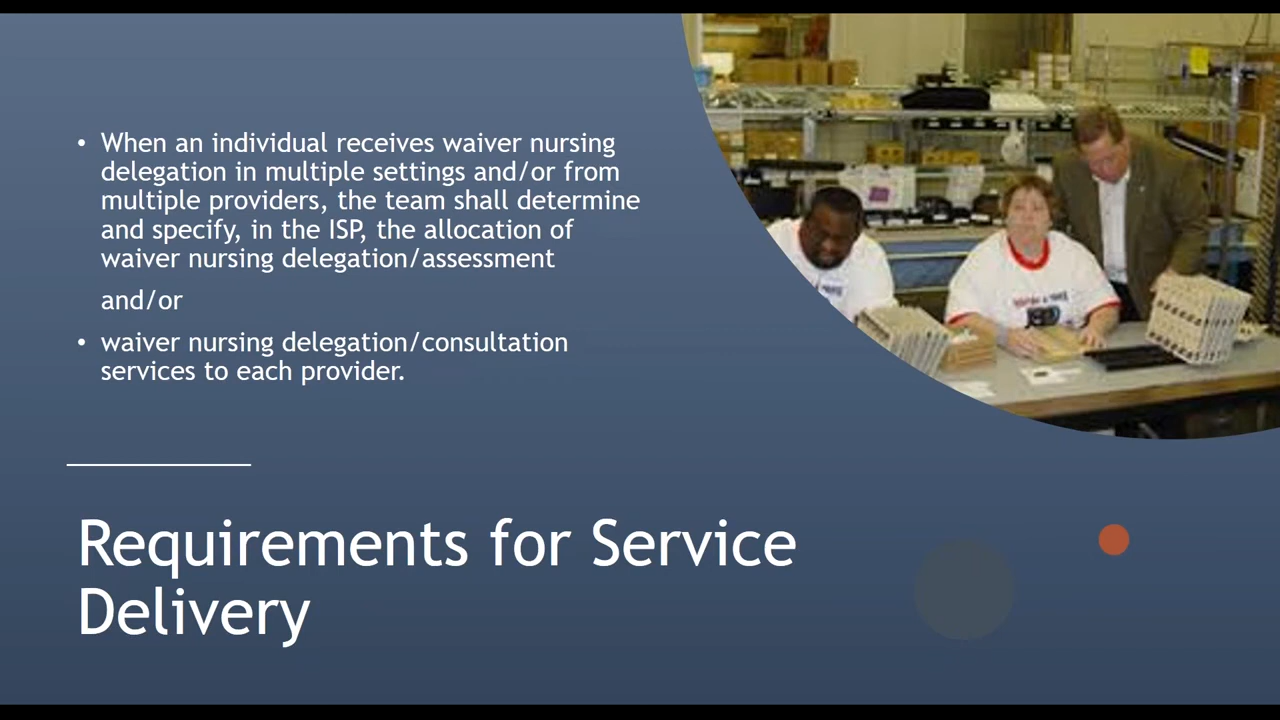 • When an individual receives waiver nursing
delegation in multiple settings and/or from
multiple providers, the team shall determine
and specify, in the ISP, the allocation of
waiver nursing delegation/assessment
and/or
• waiver nursing delegation/consultation
services to each provider.
Requirements for Service
Delivery